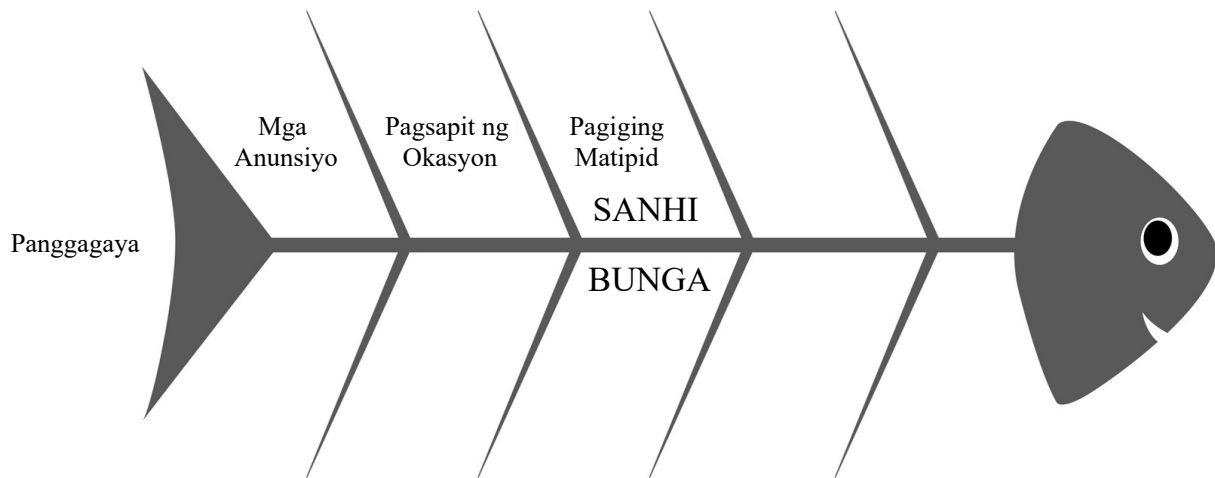 Mga
Anunsiyo
Pagsapit ng
Okasyon
Pagiging
Matipid
SANHI
Panggagaya
BUNGA